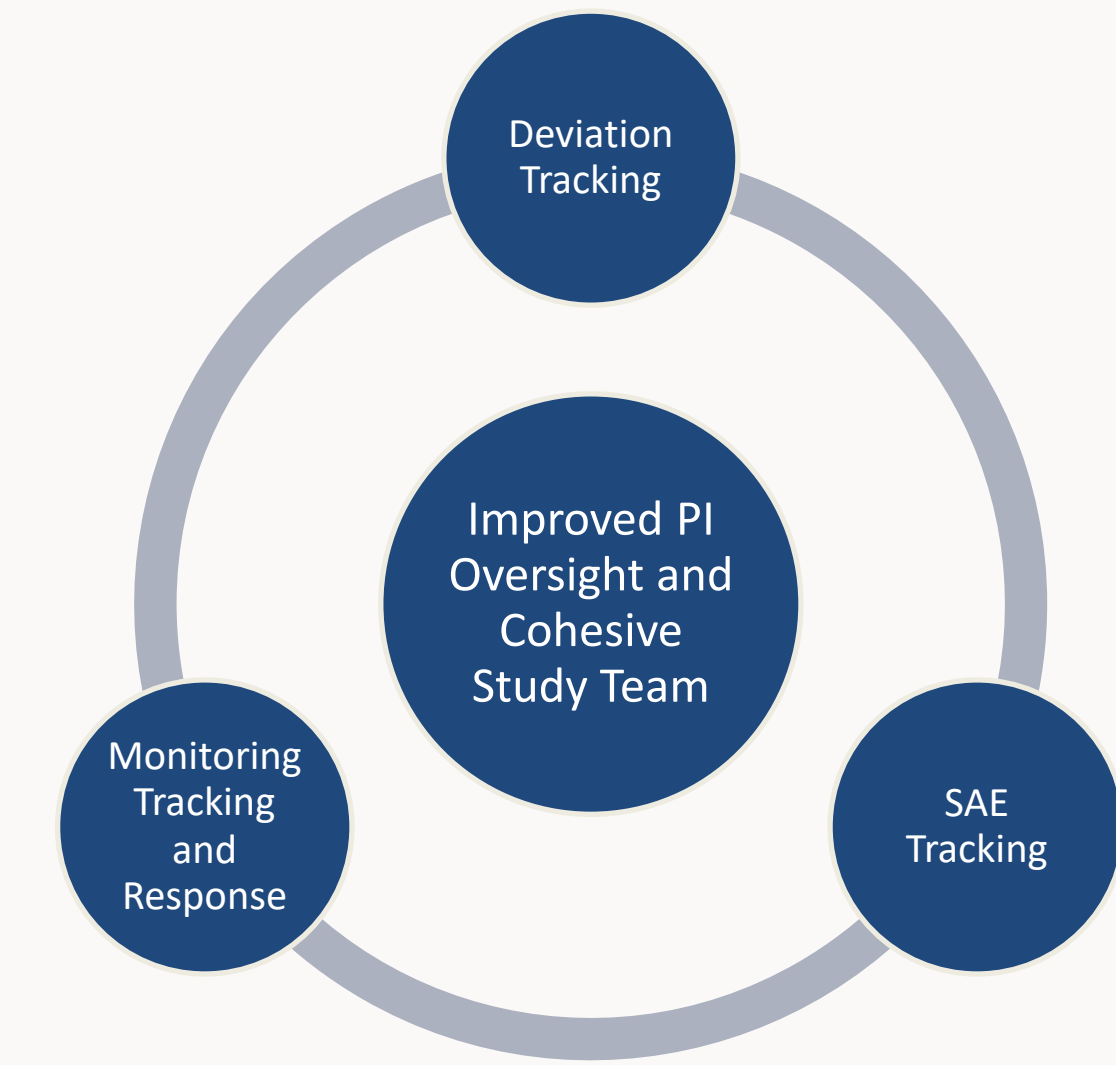 Deviation
Tracking
Improved PI
Oversight and
Cohesive
Study Team
Monitoring
Tracking
and
Response
SAE
Tracking